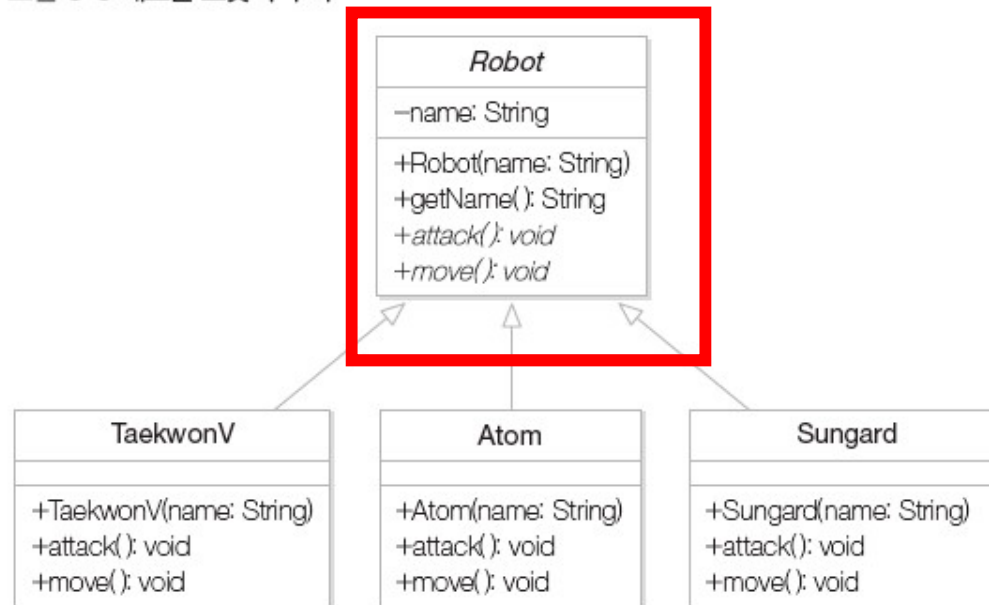 Robot
–name: String
+Robot(name: String)
+getName( ): String
+attack( ): void
+move( ): void
TaekwonV
Atom
Sungard
+TaekwonV(name: String)
+attack( ): void
+move( ): void
+Atom(name: String)
+attack( ): void
+move( ): void
+Sungard(name: String)
+attack( ): void
+move( ): void